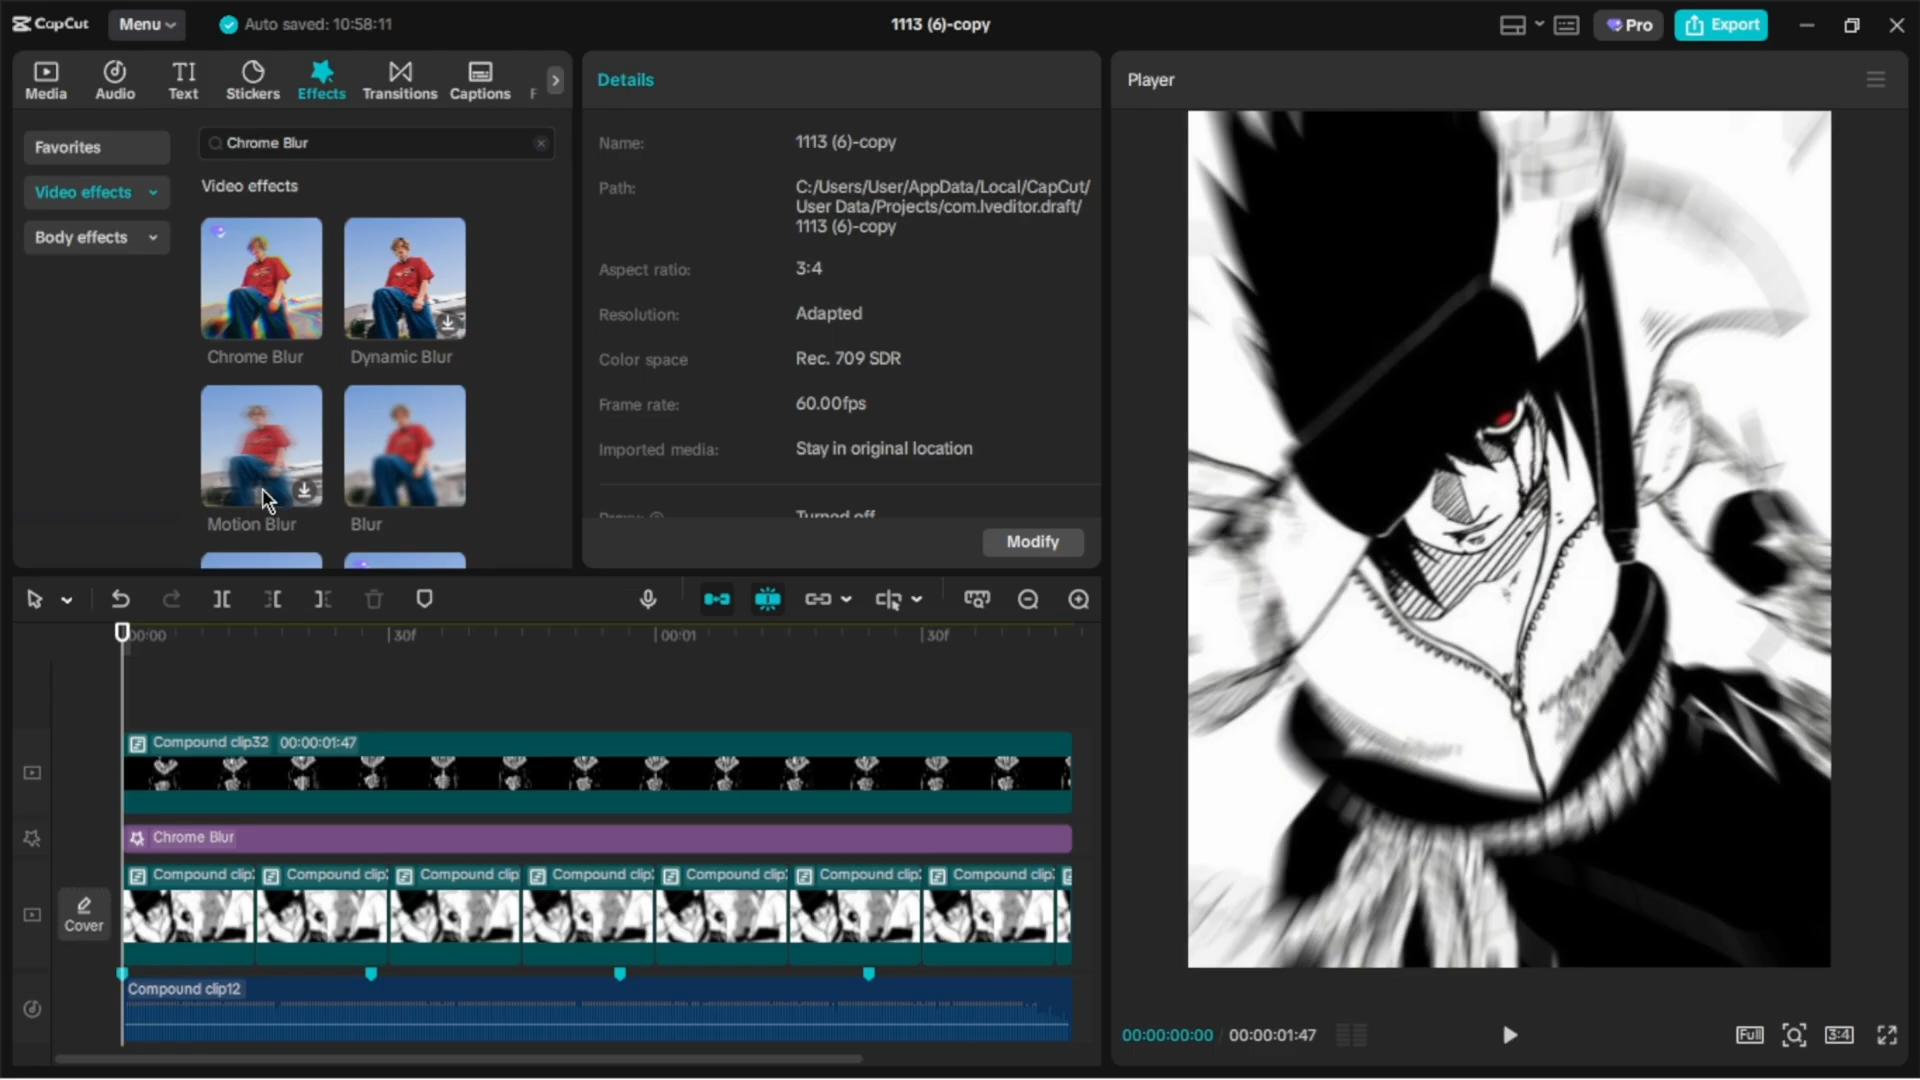 CapCut
Menu
Auto saved: 10:58:11
1113 (6)-copy
Pro
Export
Media
Audio
TI
Text
Stickers
Effects
Transitions
Captions
F
Details
Player
Favorites
Video effects
Body effects
Chrome Blur
Video effects
Chrome Blur
Dynamic Blur
Motion Blur
Blur
Name:
1113 (6)-copy
Path:
C:/Users/User/AppData/Local/CapCut/
User Data/Projects/com.lveditor.draft/
1113 (6)-copy
Aspect ratio:
3:4
Resolution:
Adapted
Color space
Rec. 709 SDR
Frame rate:
60.00fps
Imported media:
Stay in original location
Turned off
Modify
00:00
30f
00:01
30f
Compound clip32 00:00:01:47
Chrome Blur
Compound clip
Compound clip
Compound clip
Compound clip
Compound clip
Compound clip
Compound clip
Cover
Compound clip12
00:00:00:00
00:00:01:47
Full
3:4